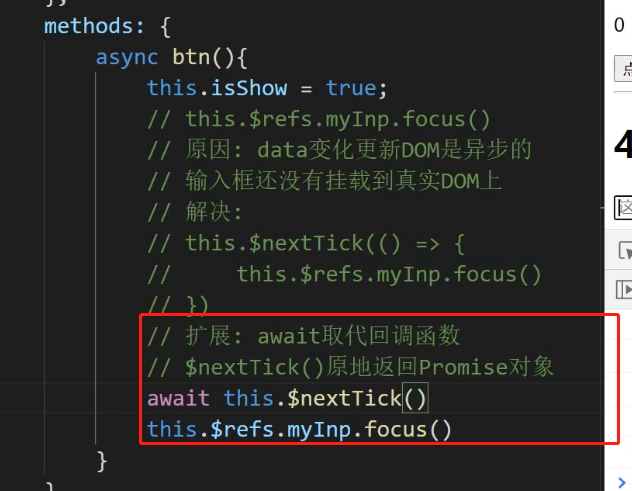 methods: {
async btn(){
this.isShow = true;
// this.$refs.myInp.focus()
// 原因: data变化更新DOM是异步的
// 输入框还没有挂载到真实DOM上
// 解决:
// this.$nextTick(() => {
//     this.$refs.myInp.focus()
// })
// 扩展: await取代回调函数
// $nextTick()原地返回Promise对象
await this.$nextTick()
this.$refs.myInp.focus()
}
0
4